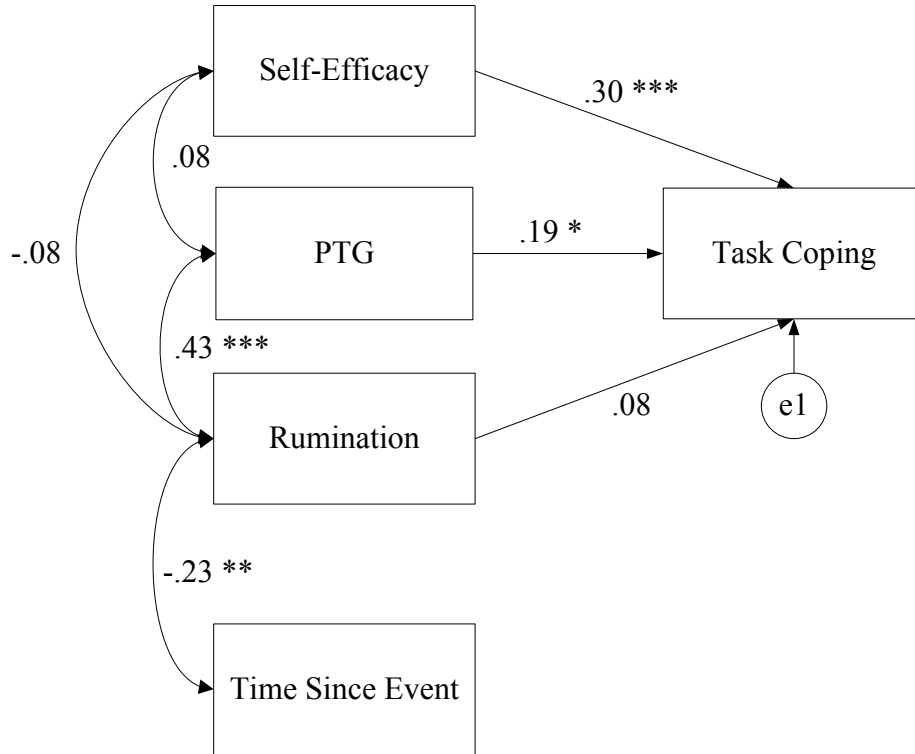 Self-Efficacy
.30 ***
.08
PTG
.19 *
Task Coping
-.08
.43 ***
Rumination
.08
e1
-.23 **
Time Since Event